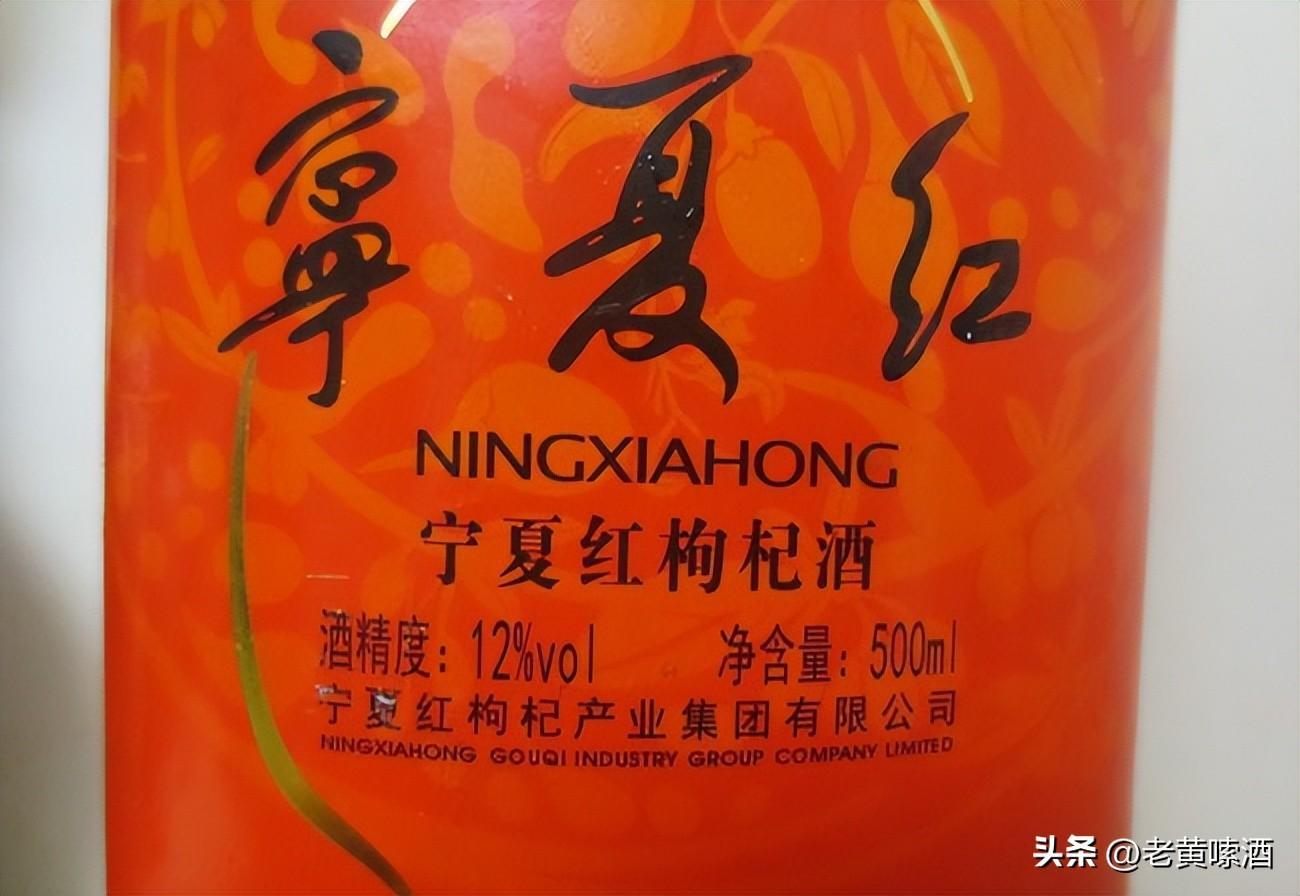 寧夏红
NINGXIAHONG
宁夏红枸杞酒
酒精度：12%vol 净含量：500ml
宁夏红枸杞产业集团有限公司
NINGXIAHONG GOUQI INDUSTRY GROUP COMPANY LIMITED
头条 @老黄嗦酒